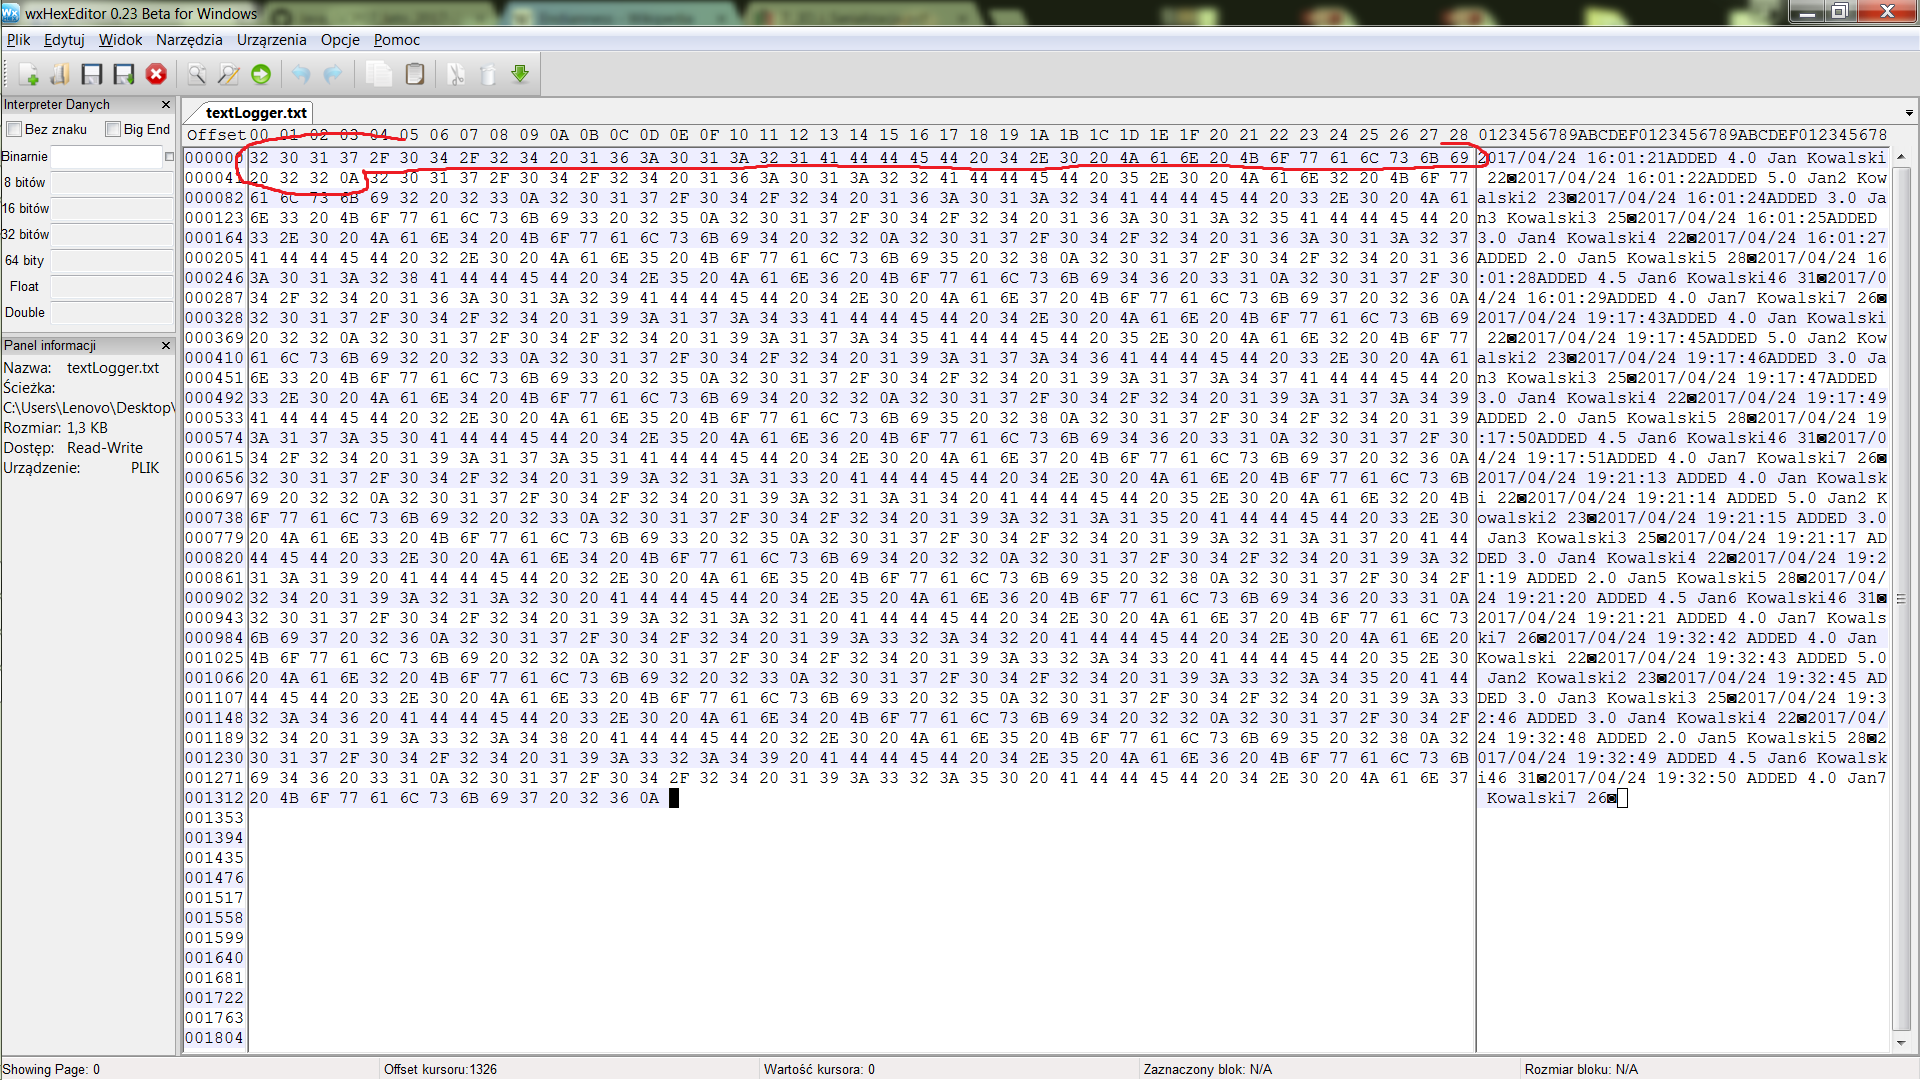 wxHexEditor 0.23 Beta for Windows
Plik Edytuj Widok Narzędzia Urządzenia Opcje Pomoc
Interpreter Danych
Bez znaku Big End
Binarnie
8 bitów
16 bitów
32 bitów
64 bity
Float
Double
Panel informacji
Nazwa: textLogger.txt
Ścieżka:
C:\Users\Lenovo\Desktop\
Rozmiar: 1,3 KB
Dostęp: Read-Write
Urządzenie: PLIK
textLogger.txt
Offset 00 01 02 03 04 05 06 07 08 09 0A 0B 0C 0D 0E 0F 10 11 12 13 14 15 16 17 18 19 1A 1B 1C 1D 1E 1F 20 21 22 23 24 25 26 27 28 0123456789ABCDEF0123456789ABCDEF012345678
000000 32 30 31 37 2F 30 34 2F 32 34 20 31 36 3A 30 31 3A 32 31 41 44 44 45 44 20 34 2E 30 20 4A 61 6E 20 4B 6F 77 61 6C 73 6B 69 2017/04/24 16:01:21ADDED 4.0 Jan Kowalski
000041 20 32 32 0A 32 30 31 37 2F 30 34 2F 32 34 20 31 36 3A 30 31 3A 32 32 41 44 44 45 44 20 35 2E 30 20 4A 61 6E 32 20 4B 6F 77 22◙2017/04/24 16:01:22ADDED 5.0 Jan2 Kow
000082 61 6C 73 6B 69 32 20 32 33 0A 32 30 31 37 2F 30 34 2F 32 34 20 31 36 3A 30 31 3A 32 34 41 44 44 45 44 20 33 2E 30 20 4A 61 alski2 23◙2017/04/24 16:01:24ADDED 3.0 Ja
000123 6E 33 20 4B 6F 77 61 6C 73 6B 69 33 20 32 35 0A 32 30 31 37 2F 30 34 2F 32 34 20 31 36 3A 30 31 3A 32 35 41 44 44 45 44 20 n3 Kowalski3 25◙2017/04/24 16:01:25ADDED
000164 33 2E 30 20 4A 61 6E 34 20 4B 6F 77 61 6C 73 6B 69 34 20 32 32 0A 32 30 31 37 2F 30 34 2F 32 34 20 31 36 3A 30 31 3A 32 37 3.0 Jan4 Kowalski4 22◙2017/04/24 16:01:27
000205 41 44 44 45 44 20 32 2E 30 20 4A 61 6E 35 20 4B 6F 77 61 6C 73 6B 69 35 20 32 38 0A 32 30 31 37 2F 30 34 2F 32 34 20 31 36 ADDED 2.0 Jan5 Kowalski5 28◙2017/04/24 16
000246 3A 30 31 3A 32 38 41 44 44 45 44 20 34 2E 35 20 4A 61 6E 36 20 4B 6F 77 61 6C 73 6B 69 34 36 20 33 31 0A 32 30 31 37 2F 30 :01:28ADDED 4.5 Jan6 Kowalski46 31◙2017/0
000287 34 2F 32 34 20 31 36 3A 30 31 3A 32 39 41 44 44 45 44 20 34 2E 30 20 4A 61 6E 37 20 4B 6F 77 61 6C 73 6B 69 37 20 32 36 0A 4/24 16:01:29ADDED 4.0 Jan7 Kowalski7 26◙
000328 32 30 31 37 2F 30 34 2F 32 34 20 31 39 3A 31 37 3A 34 33 41 44 44 45 44 20 34 2E 30 20 4A 61 6E 20 4B 6F 77 61 6C 73 6B 69 2017/04/24 19:17:43ADDED 4.0 Jan Kowalski
000369 20 32 32 0A 32 30 31 37 2F 30 34 2F 32 34 20 31 39 3A 31 37 3A 34 35 41 44 44 45 44 20 35 2E 30 20 4A 61 6E 32 20 4B 6F 77 22◙2017/04/24 19:17:45ADDED 5.0 Jan2 Kow
000410 61 6C 73 6B 69 32 20 32 33 0A 32 30 31 37 2F 30 34 2F 32 34 20 31 39 3A 31 37 3A 34 36 41 44 44 45 44 20 33 2E 30 20 4A 61 alski2 23◙2017/04/24 19:17:46ADDED 3.0 Ja
000451 6E 33 20 4B 6F 77 61 6C 73 6B 69 33 20 32 35 0A 32 30 31 37 2F 30 34 2F 32 34 20 31 39 3A 31 37 3A 34 37 41 44 44 45 44 20 n3 Kowalski3 25◙2017/04/24 19:17:47ADDED
000492 33 2E 30 20 4A 61 6E 34 20 4B 6F 77 61 6C 73 6B 69 34 20 32 32 0A 32 30 31 37 2F 30 34 2F 32 34 20 31 39 3A 31 37 3A 34 39 3.0 Jan4 Kowalski4 22◙2017/04/24 19:17:49
000533 41 44 44 45 44 20 32 2E 30 20 4A 61 6E 35 20 4B 6F 77 61 6C 73 6B 69 35 20 32 38 0A 32 30 31 37 2F 30 34 2F 32 34 20 31 39 ADDED 2.0 Jan5 Kowalski5 28◙2017/04/24 19
000574 3A 31 37 3A 35 30 41 44 44 45 44 20 34 2E 35 20 4A 61 6E 36 20 4B 6F 77 61 6C 73 6B 69 34 36 20 33 31 0A 32 30 31 37 2F 30 :17:50ADDED 4.5 Jan6 Kowalski46 31◙2017/0
000615 34 2F 32 34 20 31 39 3A 31 37 3A 35 31 41 44 44 45 44 20 34 2E 30 20 4A 61 6E 37 20 4B 6F 77 61 6C 73 6B 69 37 20 32 36 0A 4/24 19:17:51ADDED 4.0 Jan7 Kowalski7 26◙
000656 32 30 31 37 2F 30 34 2F 32 34 20 31 39 3A 32 31 3A 31 33 20 41 44 44 45 44 20 34 2E 30 20 4A 61 6E 20 4B 6F 77 61 6C 73 6B 2017/04/24 19:21:13 ADDED 4.0 Jan Kowalsk
000697 69 20 32 32 0A 32 30 31 37 2F 30 34 2F 32 34 20 31 39 3A 32 31 3A 31 34 20 41 44 44 45 44 20 35 2E 30 20 4A 61 6E 32 20 4B i 22◙2017/04/24 19:21:14 ADDED 5.0 Jan2 K
000738 6F 77 61 6C 73 6B 69 32 20 32 33 0A 32 30 31 37 2F 30 34 2F 32 34 20 31 39 3A 32 31 3A 31 35 20 41 44 44 45 44 20 33 2E 30 owalski2 23◙2017/04/24 19:21:15 ADDED 3.0
000779 20 4A 61 6E 33 20 4B 6F 77 61 6C 73 6B 69 33 20 32 35 0A 32 30 31 37 2F 30 34 2F 32 34 20 31 39 3A 32 31 3A 31 37 20 41 44 Jan3 Kowalski3 25◙2017/04/24 19:21:17 AD
000820 44 45 44 20 33 2E 30 20 4A 61 6E 34 20 4B 6F 77 61 6C 73 6B 69 34 20 32 32 0A 32 30 31 37 2F 30 34 2F 32 34 20 31 39 3A 32 DED 3.0 Jan4 Kowalski4 22◙2017/04/24 19:2
000861 31 3A 31 39 20 41 44 44 45 44 20 32 2E 30 20 4A 61 6E 35 20 4B 6F 77 61 6C 73 6B 69 35 20 32 38 0A 32 30 31 37 2F 30 34 2F 1:19 ADDED 2.0 Jan5 Kowalski5 28◙2017/04/
000902 32 34 20 31 39 3A 32 31 3A 32 30 20 41 44 44 45 44 20 34 2E 35 20 4A 61 6E 36 20 4B 6F 77 61 6C 73 6B 69 34 36 20 33 31 0A 24 19:21:20 ADDED 4.5 Jan6 Kowalski46 31◙
000943 32 30 31 37 2F 30 34 2F 32 34 20 31 39 3A 32 31 3A 32 31 20 41 44 44 45 44 20 34 2E 30 20 4A 61 6E 37 20 4B 6F 77 61 6C 73 2017/04/24 19:21:21 ADDED 4.0 Jan7 Kowals
000984 6B 69 37 20 32 36 0A 32 30 31 37 2F 30 34 2F 32 34 20 31 39 3A 33 32 3A 34 32 20 41 44 44 45 44 20 34 2E 30 20 4A 61 6E 20 ki7 26◙2017/04/24 19:32:42 ADDED 4.0 Jan
001025 4B 6F 77 61 6C 73 6B 69 20 32 32 0A 32 30 31 37 2F 30 34 2F 32 34 20 31 39 3A 33 32 3A 34 33 20 41 44 44 45 44 20 35 2E 30 Kowalski 22◙2017/04/24 19:32:43 ADDED 5.0
001066 20 4A 61 6E 32 20 4B 6F 77 61 6C 73 6B 69 32 20 32 33 0A 32 30 31 37 2F 30 34 2F 32 34 20 31 39 3A 33 32 3A 34 35 20 41 44 Jan2 Kowalski2 23◙2017/04/24 19:32:45 AD
001107 44 45 44 20 33 2E 30 20 4A 61 6E 33 20 4B 6F 77 61 6C 73 6B 69 33 20 32 35 0A 32 30 31 37 2F 30 34 2F 32 34 20 31 39 3A 33 DED 3.0 Jan3 Kowalski3 25◙2017/04/24 19:3
001148 32 3A 34 36 20 41 44 44 45 44 20 33 2E 30 20 4A 61 6E 34 20 4B 6F 77 61 6C 73 6B 69 34 20 32 32 0A 32 30 31 37 2F 30 34 2F 2:46 ADDED 3.0 Jan4 Kowalski4 22◙2017/04/
001189 32 34 20 31 39 3A 33 32 3A 34 38 20 41 44 44 45 44 20 32 2E 30 20 4A 61 6E 35 20 4B 6F 77 61 6C 73 6B 69 35 20 32 38 0A 32 24 19:32:48 ADDED 2.0 Jan5 Kowalski5 28◙2
001230 30 31 37 2F 30 34 2F 32 34 20 31 39 3A 33 32 3A 34 39 20 41 44 44 45 44 20 34 2E 35 20 4A 61 6E 36 20 4B 6F 77 61 6C 73 6B 017/04/24 19:32:49 ADDED 4.5 Jan6 Kowalsk
001271 69 34 36 20 33 31 0A 32 30 31 37 2F 30 34 2F 32 34 20 31 39 3A 33 32 3A 35 30 20 41 44 44 45 44 20 34 2E 30 20 4A 61 6E 37 i46 31◙2017/04/24 19:32:50 ADDED 4.0 Jan7
001312 20 4B 6F 77 61 6C 73 6B 69 37 20 32 36 0A Kowalski7 26◙
001353
001394
001435
001476
001517
001558
001599
001640
001681
001722
001763
001804
Showing Page: 0 Offset kursoru:1326 Wartość kursora: 0 Zaznaczony blok: N/A Rozmiar bloku: N/A